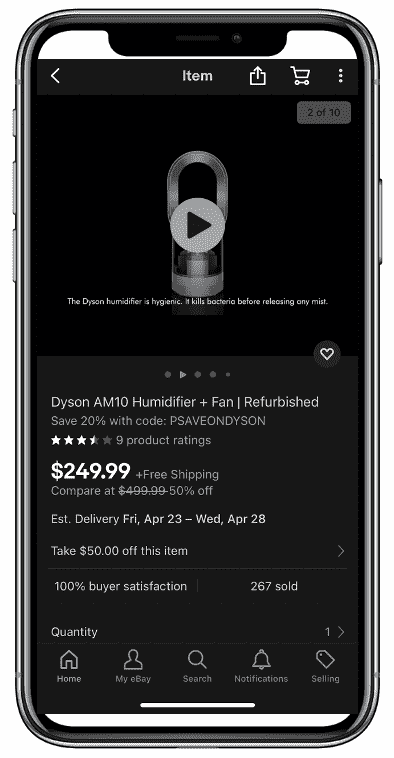 Item
2 of 10
The Dyson humidifier is hygienic. It kills bacteria before releasing any mist.
Dyson AM10 Humidifier + Fan | Refurbished
Save 20% with code: PSAVEONDYSON
9 product ratings
$249.99 +Free Shipping
Compare at $499.99 50% off
Est. Delivery Fri, Apr 23 – Wed, Apr 28
Take $50.00 off this item
100% buyer satisfaction 267 sold
Quantity 1
Home My eBay Search Notifications Selling